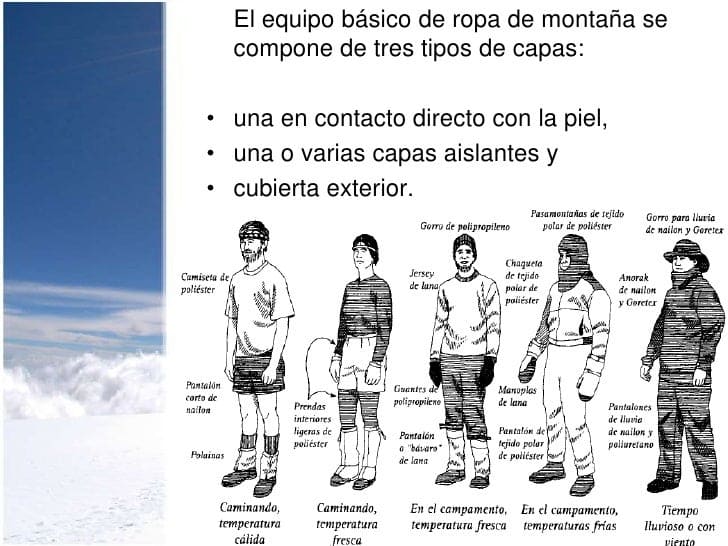 El equipo básico de ropa de montaña se
compone de tres tipos de capas:
• una en contacto directo con la piel,
• una o varias capas aislantes y
• cubierta exterior.
Camiseta de
poliéster
Pantalón
corto de
nailon
Polainas
Caminando,
temperatura
cálida
Prendas
interiores
ligeras de
poliéster
Caminando,
temperatura
fresca
Gorro de polipropileno
Jersey
de lana
Guantes de
polipropileno
Pantalón
o "bávaro"
de lana
En el campamento,
temperatura fresca
Pasamontañas de tejido
polar de poliéster
Chaqueta
de tejido
polar de
poliéster
Manoplas
de lana
Pantalón de
tejido polar
de poliéster
En el campamento,
temperaturas frías
Gorro para lluvia
de nailon y Goretex
Anorak
de nailon
y Goretex
Pantalones
de lluvia
de nailon y
poliuretano
Tiempo
lluvioso o con
viento